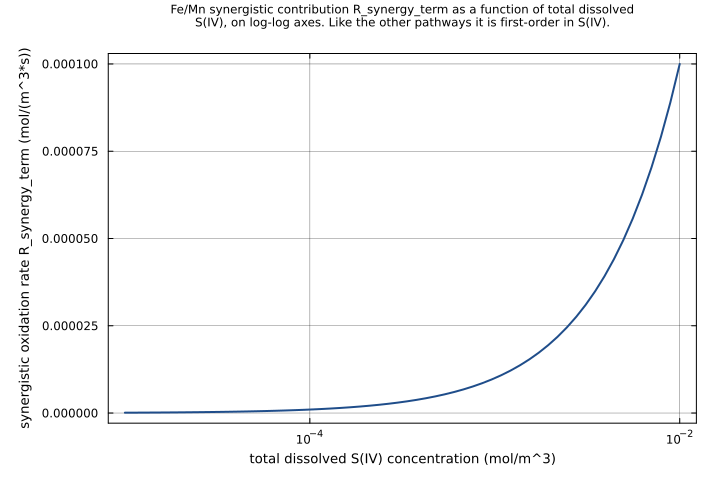 Fe/Mn synergistic contribution R_synergy_term as a function of total dissolved
S(IV), on log-log axes. Like the other pathways it is first-order in S(IV).
synergistic oxidation rate R_synergy_term (mol/(m^3*s))
0.000100
0.000075
0.000050
0.000025
0.000000
10⁻⁴
10⁻²
total dissolved S(IV) concentration (mol/m^3)